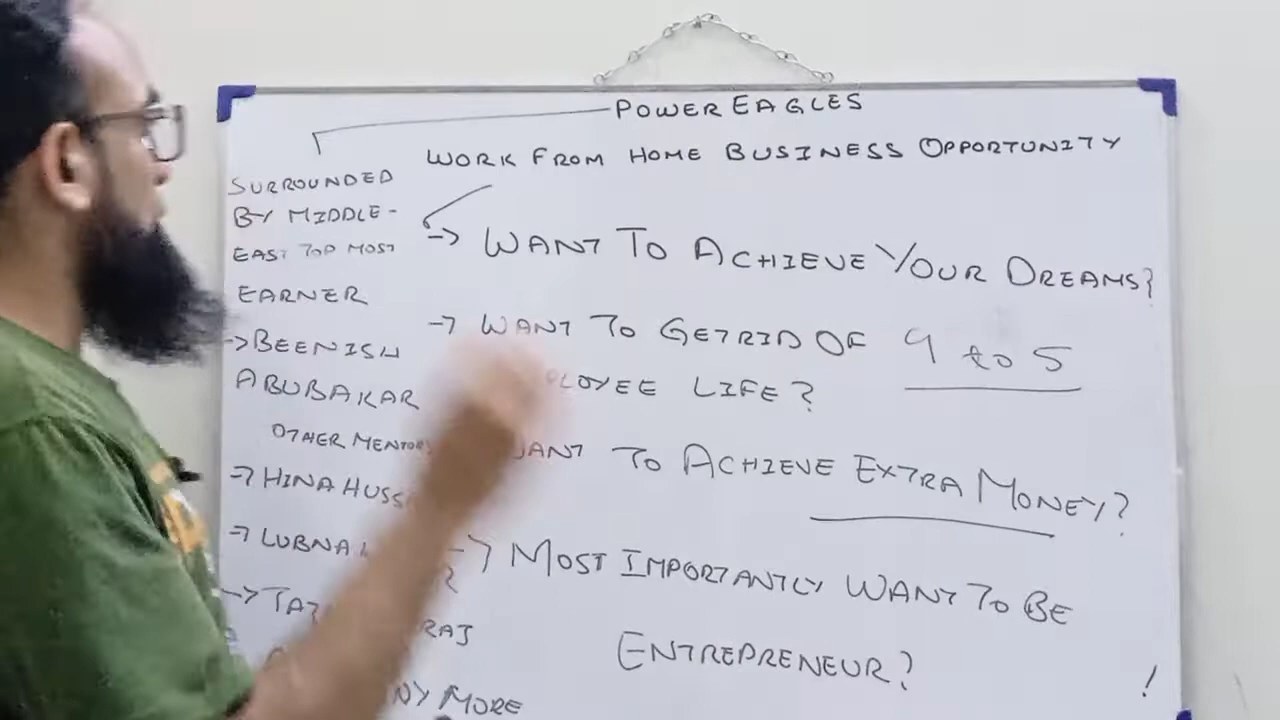 POWER EAGLES
WORK FROM HOME BUSINESS OPPORTUNITY
SURROUNDED
BY MIDDLE-
EAST TOP MOST
EARNER
→ BEENISH
ABUBAKAR
OTHER MENTORS
→ HINA
→ LUBNA
→
MORE
→ WANT TO ACHIEVE YOUR DREAMS?
→ WANT TO GET RID OF 9 to 5
LIFE?
TO ACHIEVE EXTRA MONEY?
→ MOST IMPORTANTLY WANT TO BE
ENTREPRENEUR?
!